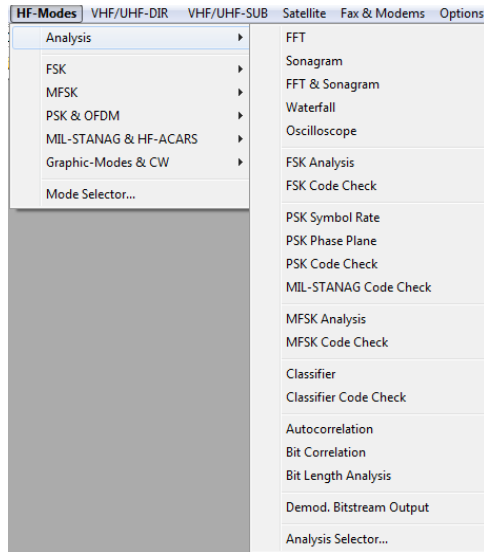 HF-Modes VHF/UHF-DIR VHF/UHF-SUB Satellite Fax & Modems Options
Analysis
FSK
MFSK
PSK & OFDM
MIL-STANAG & HF-ACARS
Graphic-Modes & CW
Mode Selector...
FFT
Sonagram
FFT & Sonagram
Waterfall
Oscilloscope
FSK Analysis
FSK Code Check
PSK Symbol Rate
PSK Phase Plane
PSK Code Check
MIL-STANAG Code Check
MFSK Analysis
MFSK Code Check
Classifier
Classifier Code Check
Autocorrelation
Bit Correlation
Bit Length Analysis
Demod. Bitstream Output
Analysis Selector...